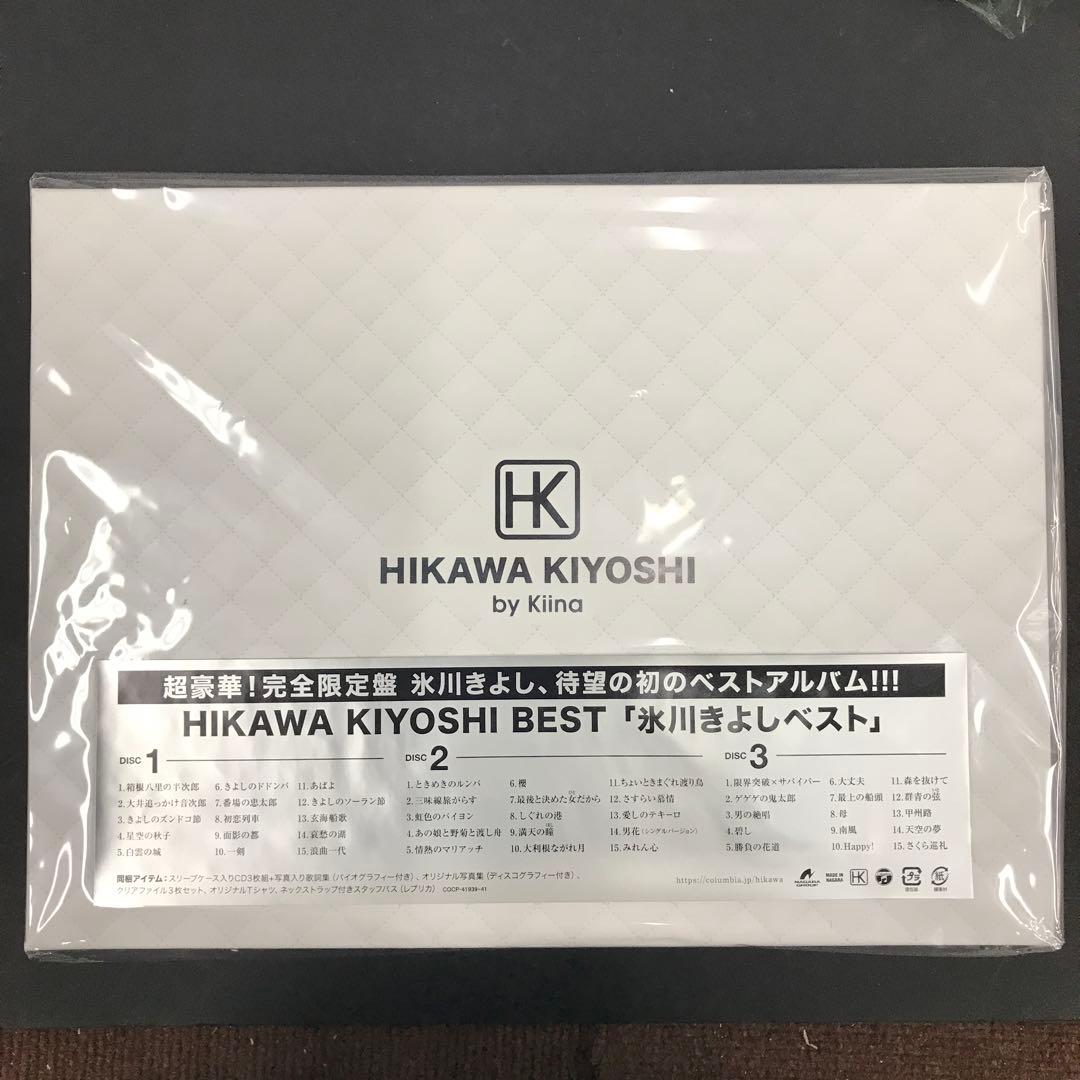 HK
HIKAWA KIYOSHI
by Kiina
超豪華!完全限定盤 氷川きよし、待望の初のベストアルバム!!!
HIKAWA KIYOSHI BEST「氷川きよしベスト」
DISC 1
1.箱根八里の半次郎 6.きよしのドドンパ 11.あばよ
2.大井追っかけ音次郎 7.番場の忠太郎 12.きよしのソーラン節
3.きよしのズンドコ節 8.初恋列車 13.玄海船歌
4.星空の秋子 9.面影の都 14.哀愁の湖
5.白雲の城 10.一剣 15.浪曲一代
DISC 2
1.ときめきのルンバ 6.櫻 11.ちょいときまぐれ渡り鳥
2.三味線旅がらす 7.最後と決めた女だから 12.さすらい慕情
3.虹色のバイヨン 8.しぐれの港 13.愛しのテキーロ
4.あの娘と野菊と渡し舟 9.満天の瞳 14.男花(シングルバージョン)
5.情熱のマリアッチ 10.大利根ながれ月 15.みれん心
DISC 3
1.限界突破×サバイバー 6.大丈夫 11.森を抜けて
2.ゲゲゲの鬼太郎 7.最上の船頭 12.群青の弦
3.男の絶唱 8.母 13.甲州路
4.碧し 9.南風 14.天空の夢
5.勝負の花道 10.Happy! 15.さくら巡礼
同梱アイテム:スリーブケース入りCD3枚組+写真入り歌詞集(バイオグラフィー付き)、オリジナル写真集(ディスコグラフィー付き)、
クリアファイル3枚セット、オリジナルTシャツ、ネックストラップ付きスタッフパス(レプリカ) COCP-41939-41
https://columbia.jp/hikawa
NAGARA GROUP
MADE IN NAGARA
HK
プラ
紙